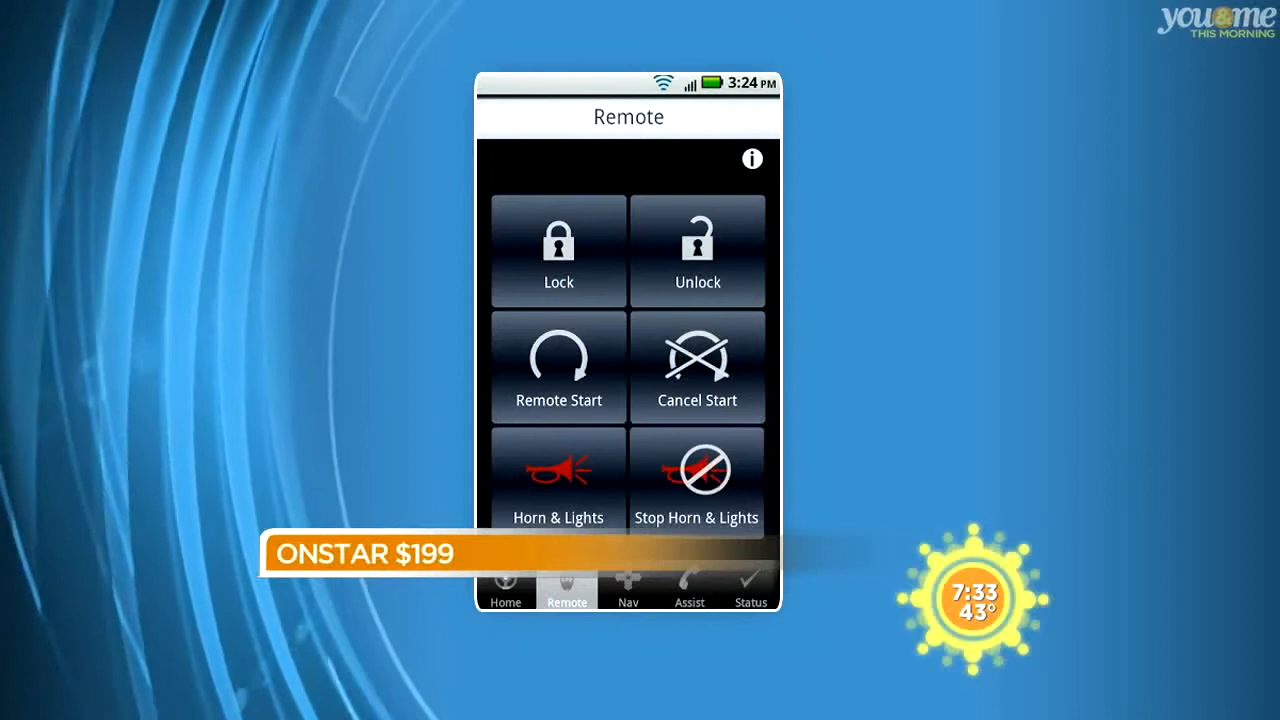 you&me
THIS MORNING
3:24 PM
Remote
i
Lock
Unlock
Remote Start
Cancel Start
Horn & Lights
Stop Horn & Lights
ONSTAR $199
Home
Remote
Nav
Assist
Status
7:33
43°